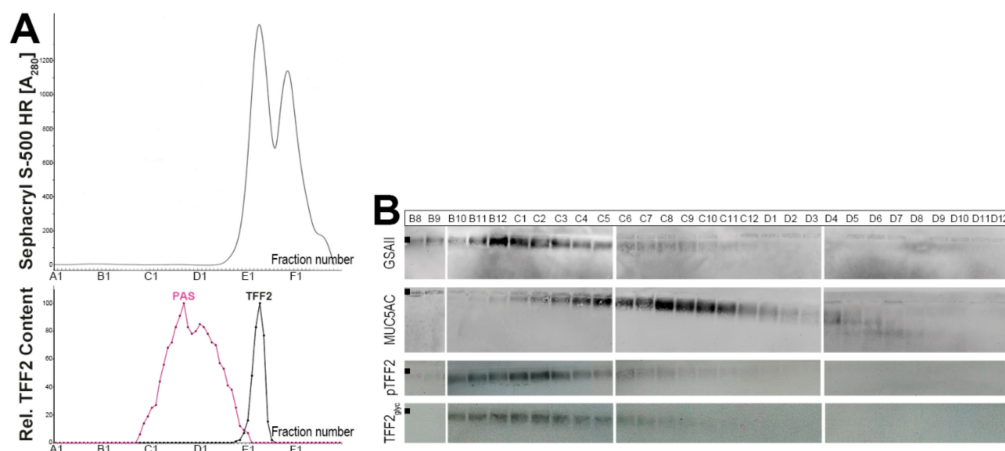 A
Sephacryl S-500 HR [A280]
1200
1000
800
600
400
200
0
Fraction number
A1 B1 C1 D1 E1 F1
Rel. TFF2 Content
PAS TFF2
100
80
60
40
20
0
Fraction number
A1 B1 C1 D1 E1 F1
B
B8 B9 B10 B11 B12 C1 C2 C3 C4 C5 C6 C7 C8 C9 C10 C11 C12 D1 D2 D3 D4 D5 D6 D7 D8 D9 D10 D11 D12
GSAII
MUC5AC
pTFF2
TFF2glyc